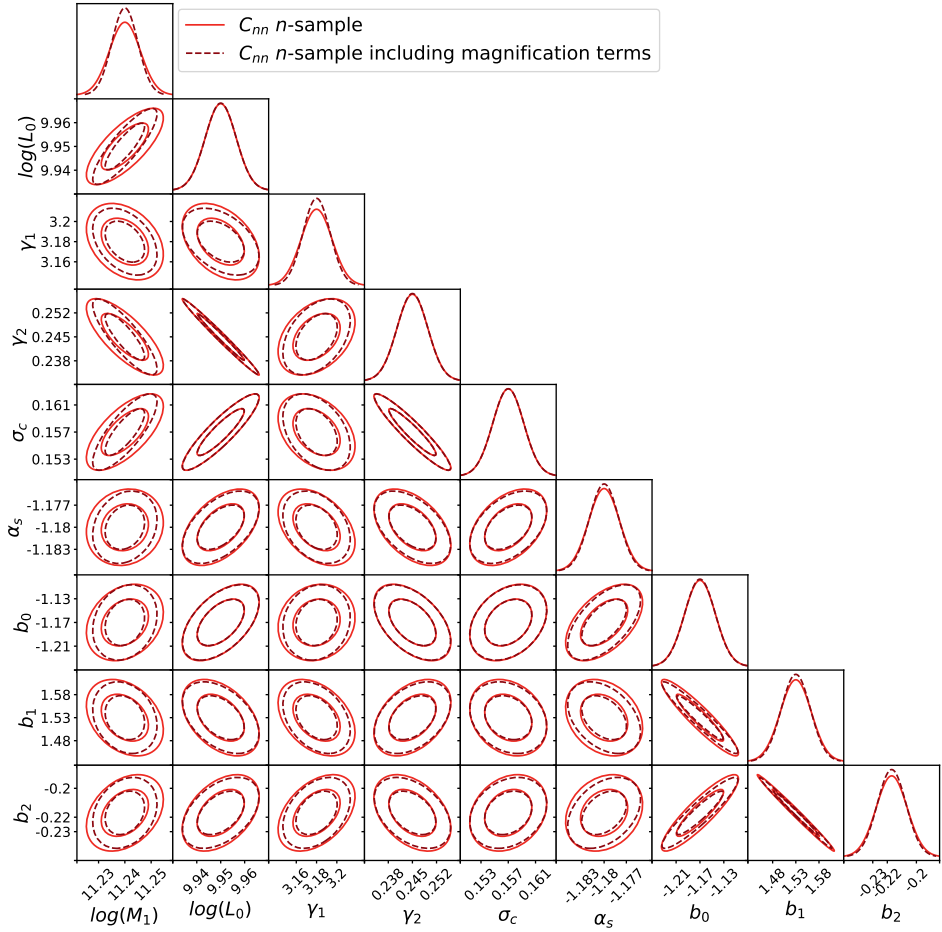 C_nn n-sample
C_nn n-sample including magnification terms
log(L_0) 9.96 9.95 9.94
γ_1 3.2 3.18 3.16
γ_2 0.252 0.245 0.238
σ_c 0.161 0.157 0.153
α_s -1.177 -1.18 -1.183
b_0 -1.13 -1.17 -1.21
b_1 1.58 1.53 1.48
b_2 -0.2 -0.22 -0.23
11.23 11.24 11.25 9.94 9.95 9.96 3.16 3.18 3.2 0.238 0.245 0.252 0.153 0.157 0.161 -1.183 -1.18 -1.177 -1.21 -1.17 -1.13 1.48 1.53 1.58 -0.23 -0.22 -0.2
log(M_1) log(L_0) γ_1 γ_2 σ_c α_s b_0 b_1 b_2